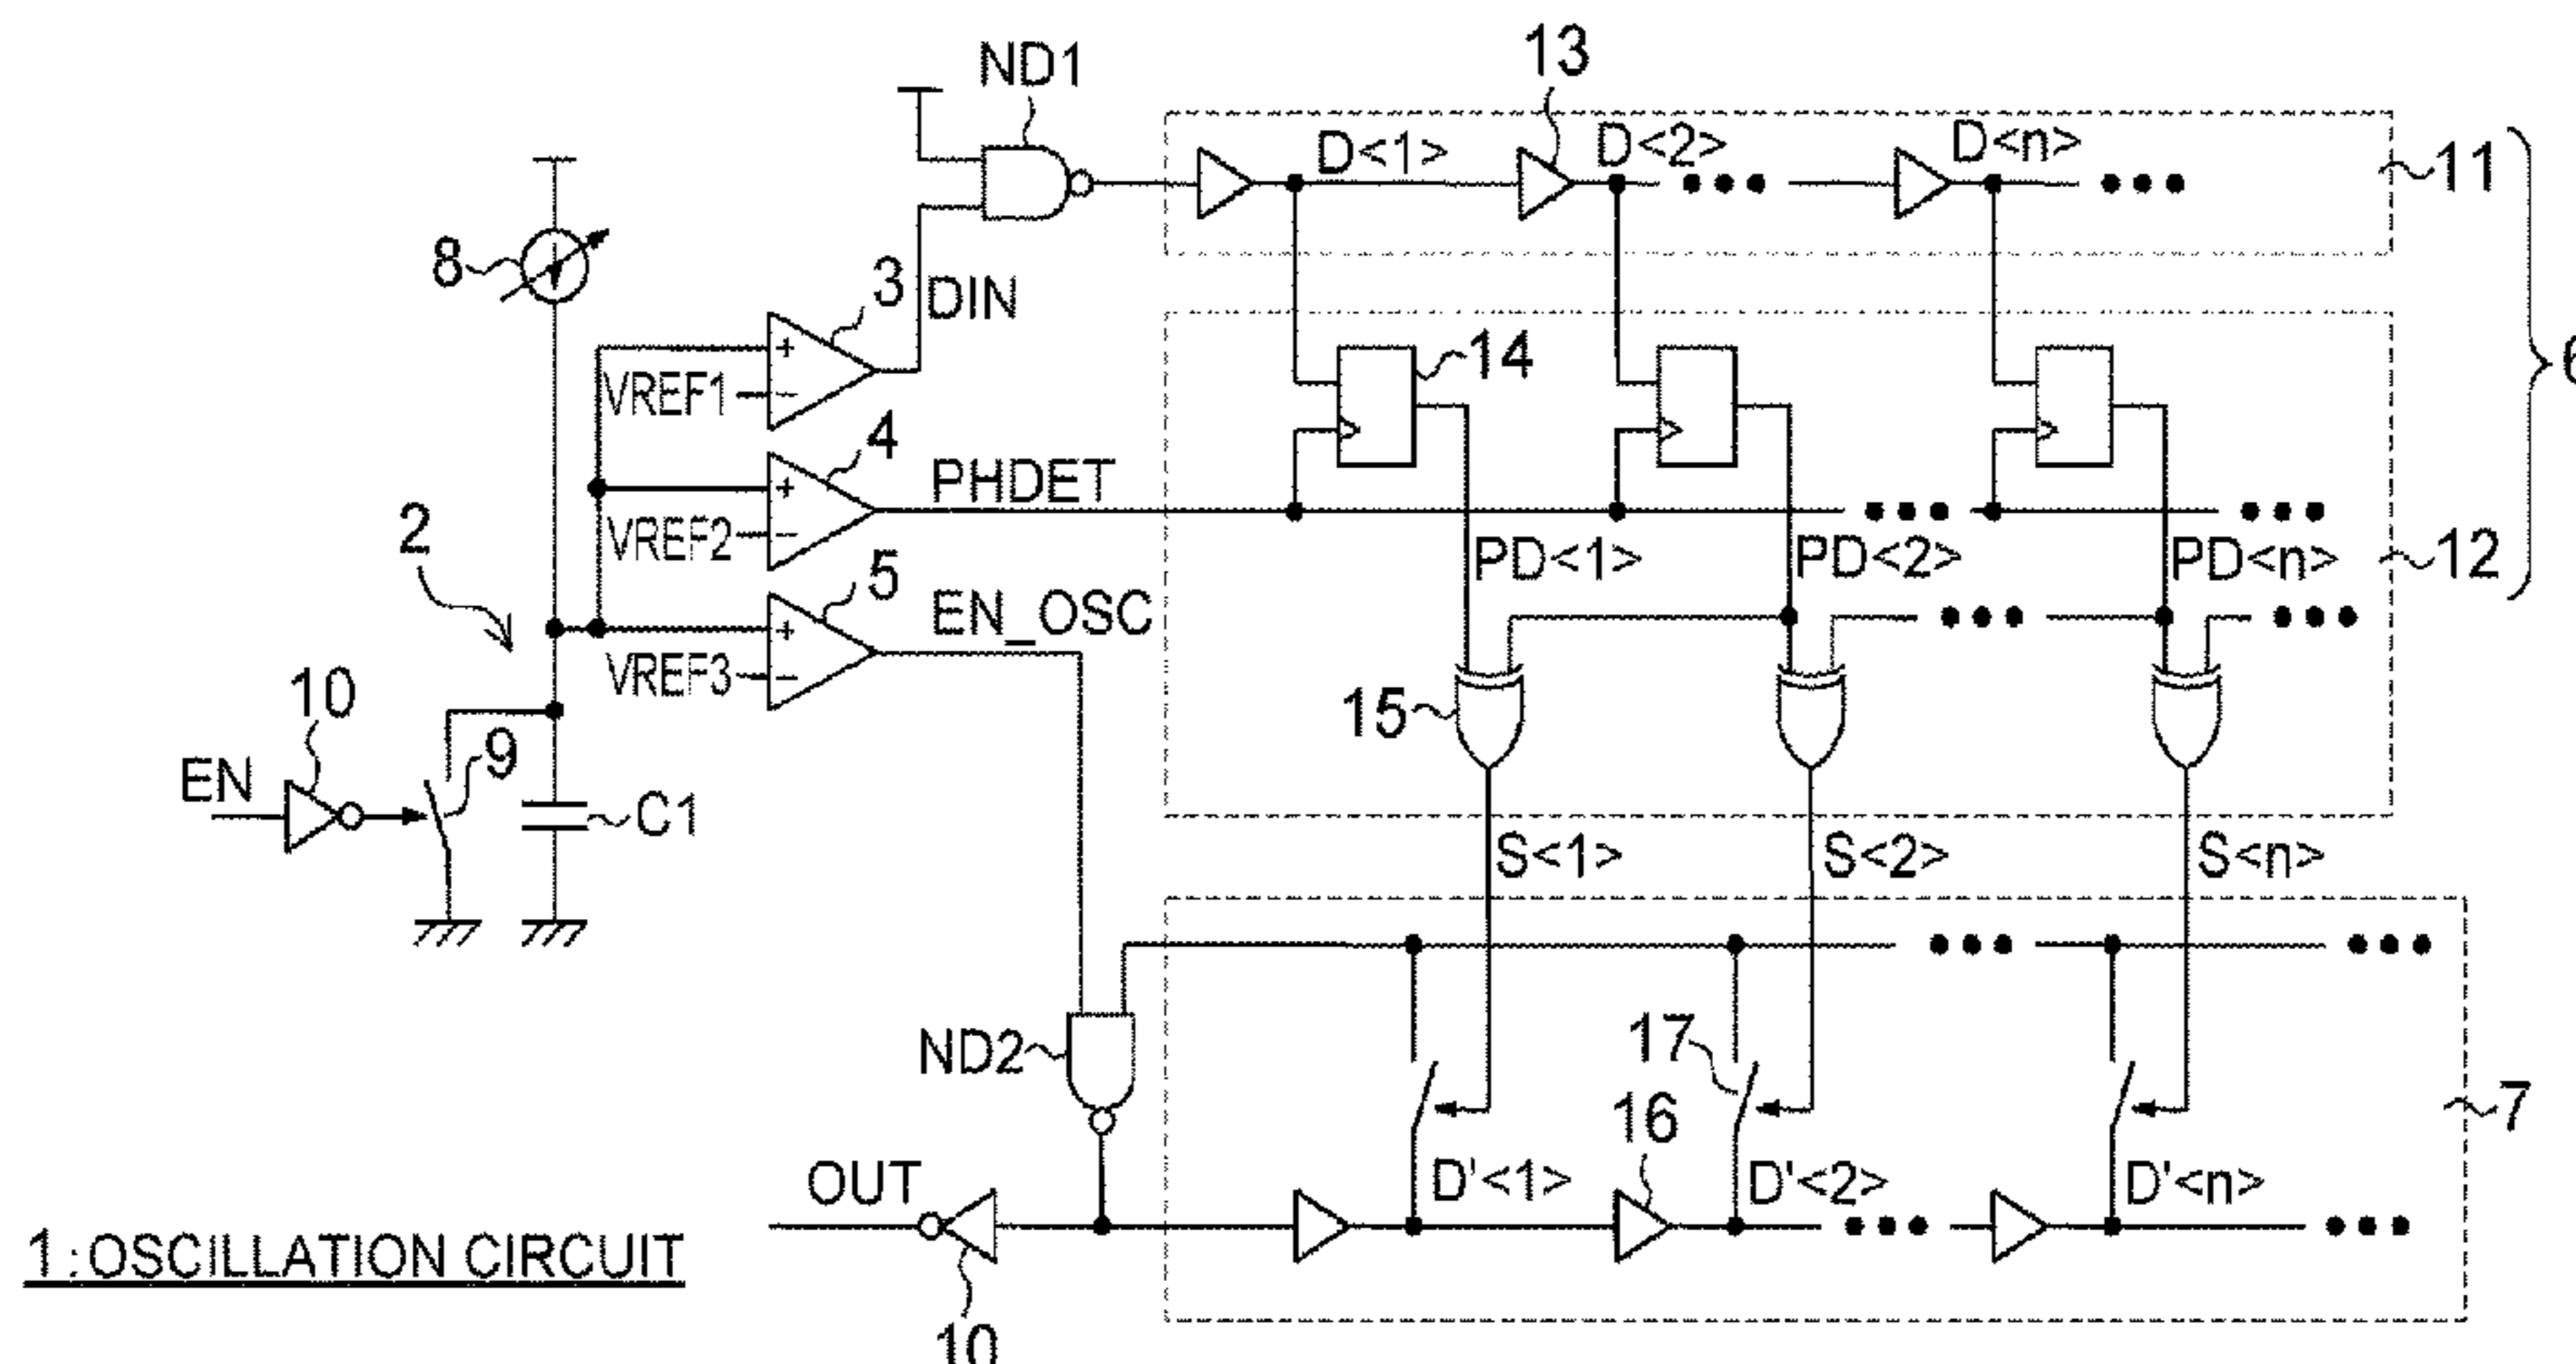 ND1
13
D<1>
D<2>
D<n>
11
8
3
DIN
VREF1
14
6
4
PHDET
VREF2
2
PD<1>
PD<2>
PD<n>
12
5
EN_OSC
VREF3
10
15
9
EN
C1
S<1>
S<2>
S<n>
ND2
17
16
7
OUT
D'<1>
D'<2>
D'<n>
1 : OSCILLATION CIRCUIT
10